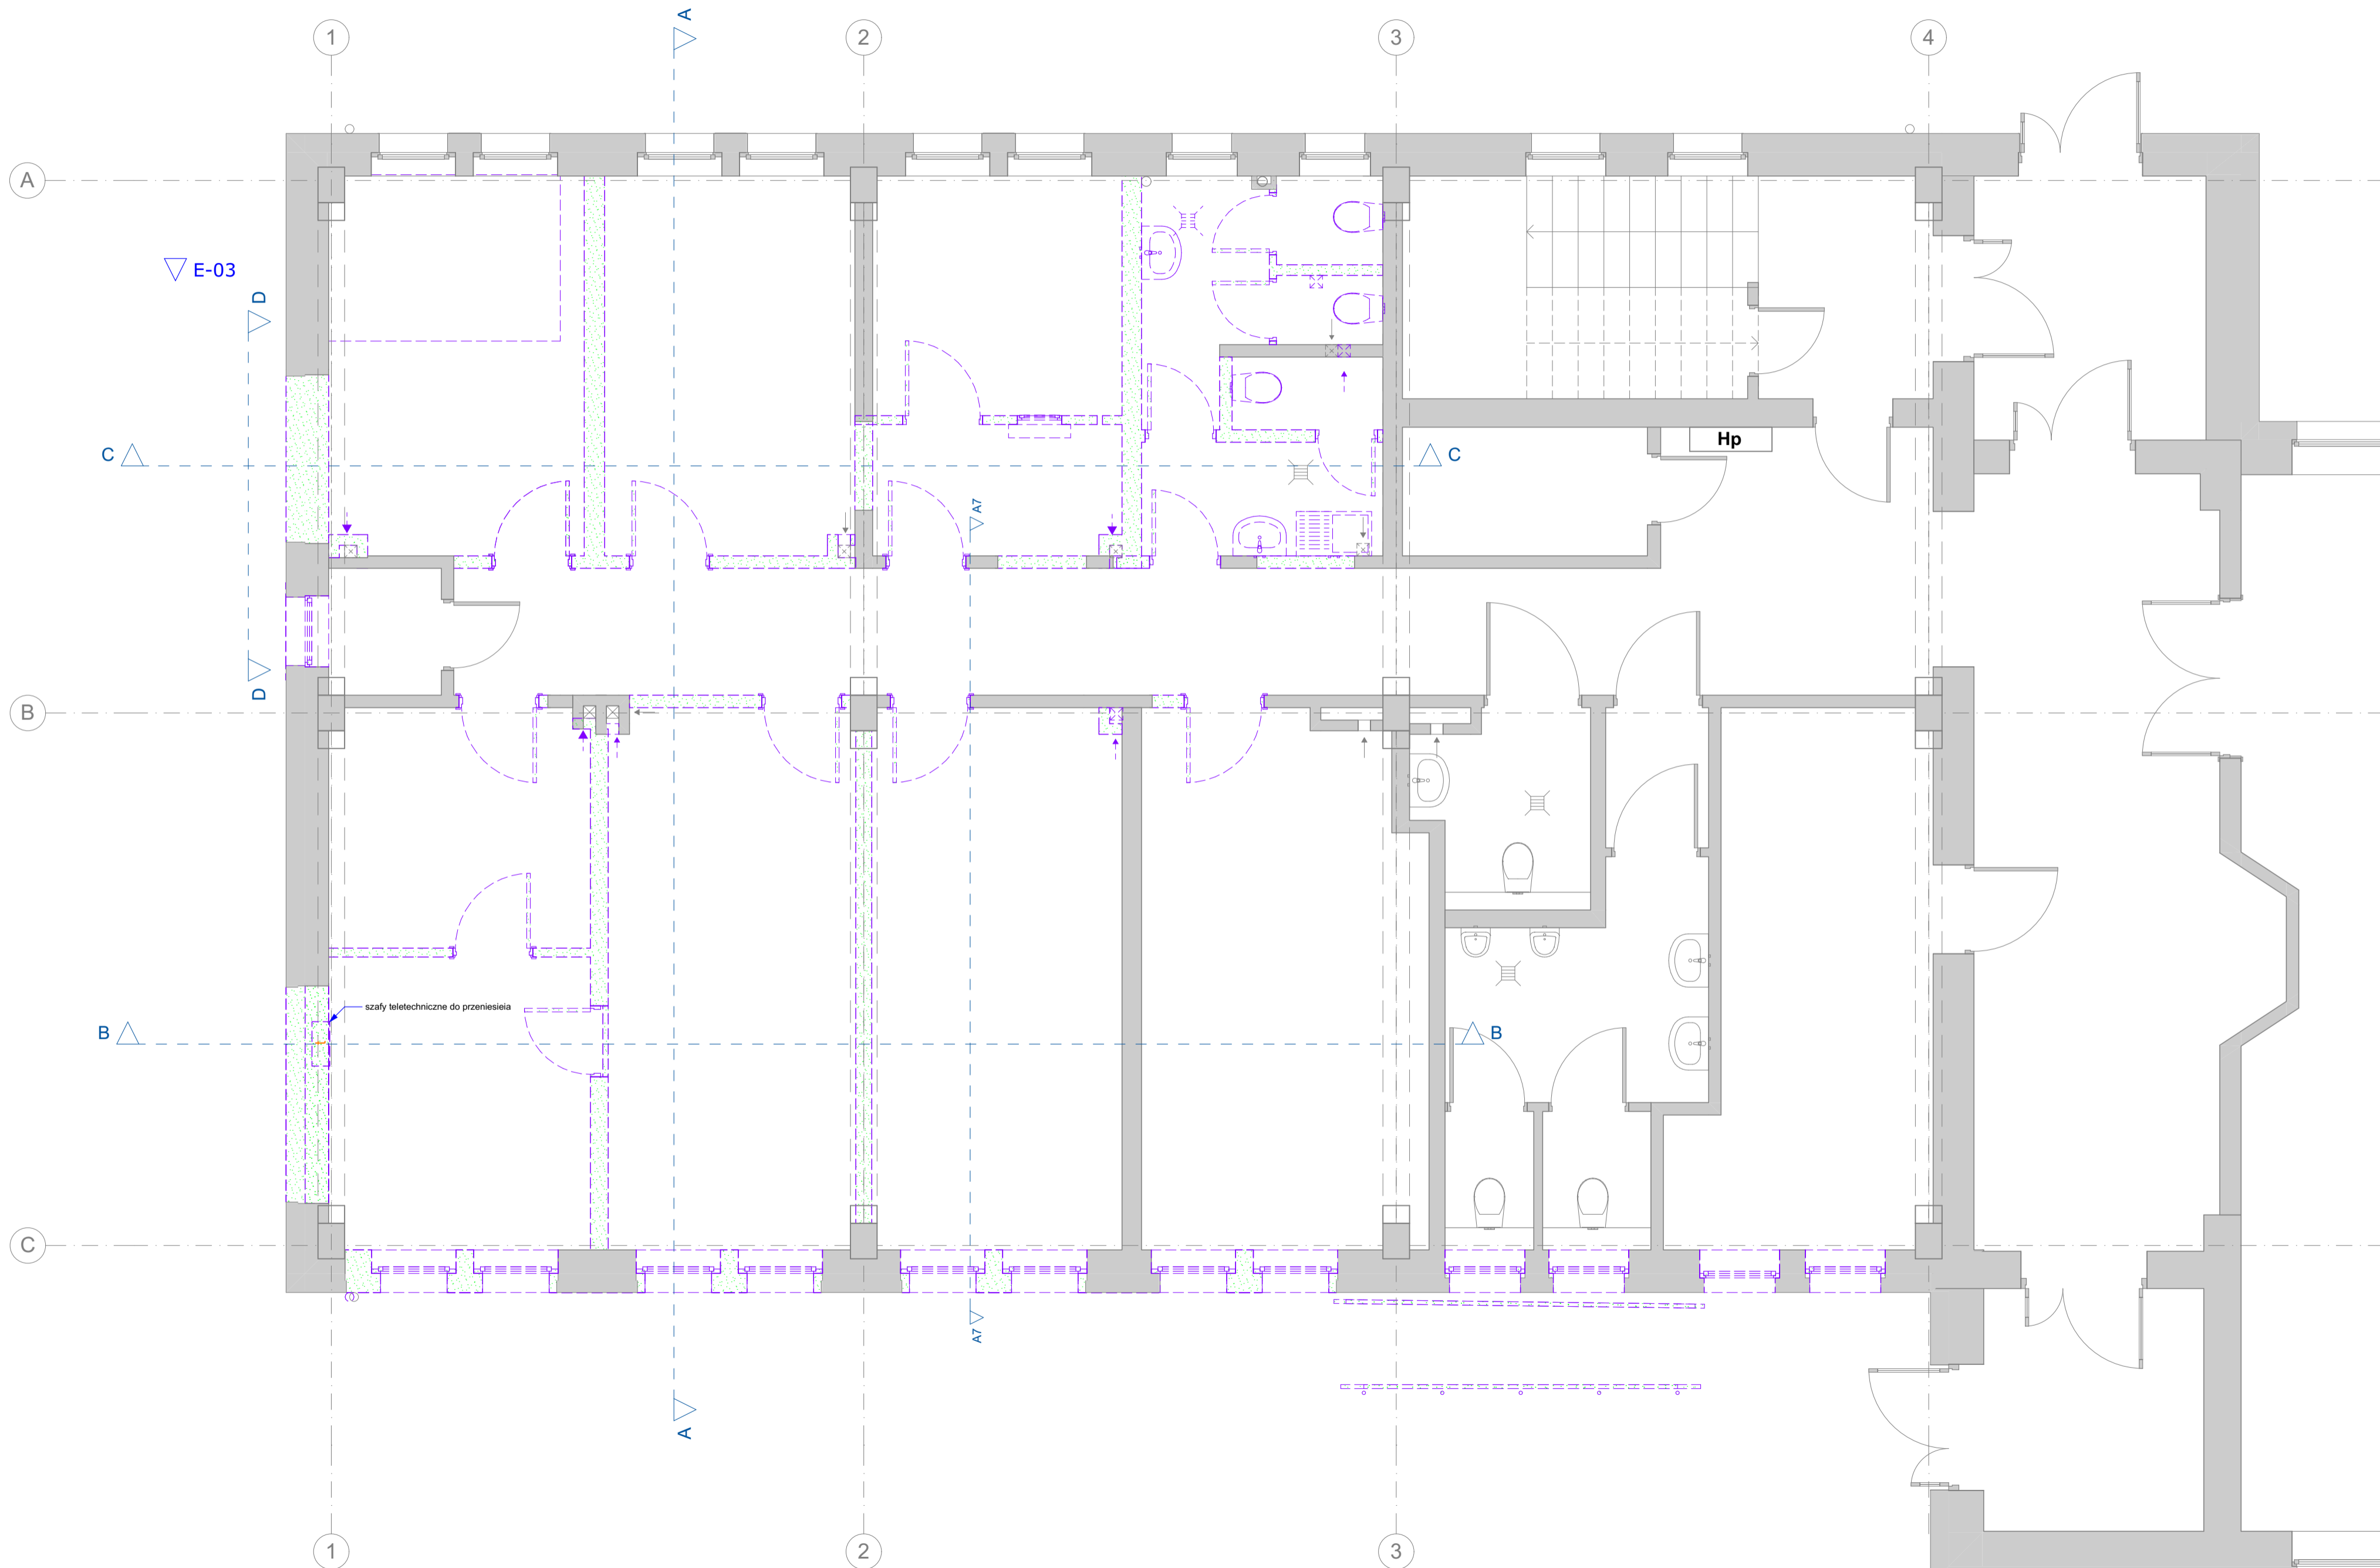 A
1
2
3
4
A
E-03
D
C
C
Hp
A7
D
B
szafy teletechniczne do przeniesieia
B
B
C
A7
A
1
2
3